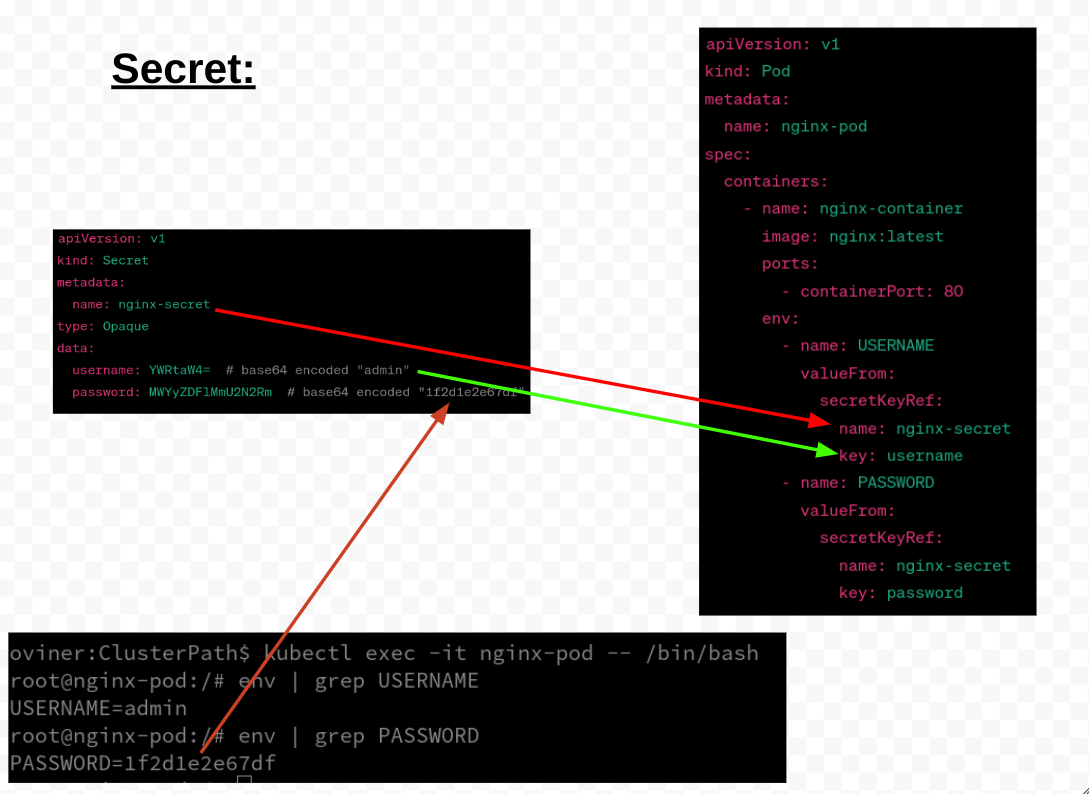 Secret:
apiVersion: v1
kind: Secret
metadata:
  name: nginx-secret
type: Opaque
data:
  username: YWRtaW4=  # base64 encoded "admin"
  password: MWYyZDFlMmU2N2Rm  # base64 encoded "1f2d1e2e67df"
apiVersion: v1
kind: Pod
metadata:
  name: nginx-pod
spec:
  containers:
    - name: nginx-container
      image: nginx:latest
      ports:
        - containerPort: 80
      env:
        - name: USERNAME
          valueFrom:
            secretKeyRef:
              name: nginx-secret
              key: username
        - name: PASSWORD
          valueFrom:
            secretKeyRef:
              name: nginx-secret
              key: password
oviner:ClusterPath$ kubectl exec -it nginx-pod -- /bin/bash
root@nginx-pod:/# env | grep USERNAME
USERNAME=admin
root@nginx-pod:/# env | grep PASSWORD
PASSWORD=1f2d1e2e67df